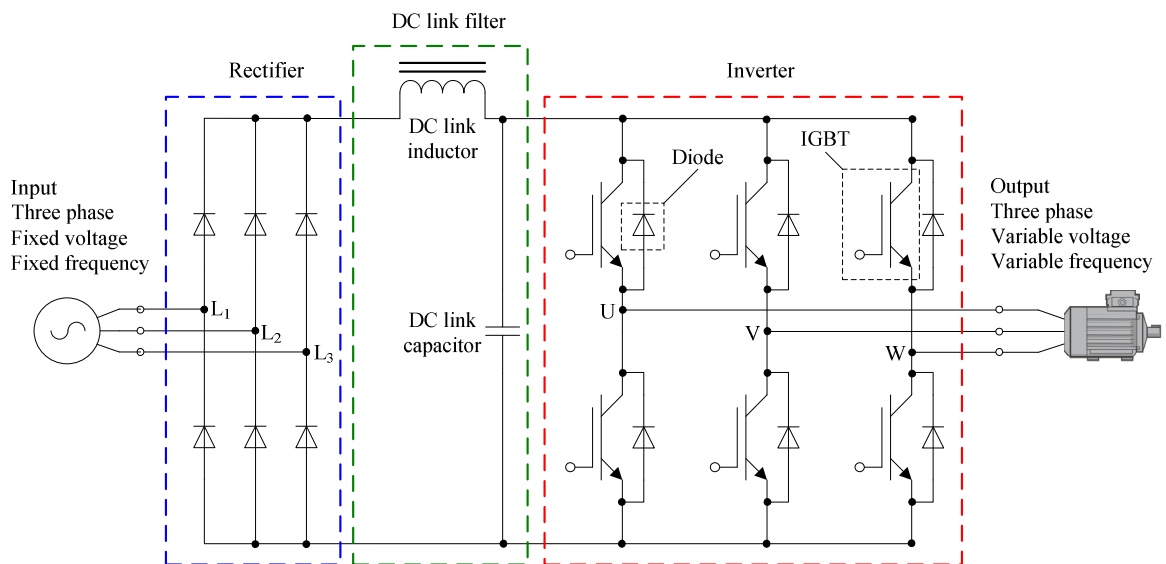 DC link filter
Rectifier
Inverter
DC link
inductor
Diode
IGBT
Input
Three phase
Fixed voltage
Fixed frequency
Output
Three phase
Variable voltage
Variable frequency
L1
L2
L3
DC link
capacitor
U
V
W